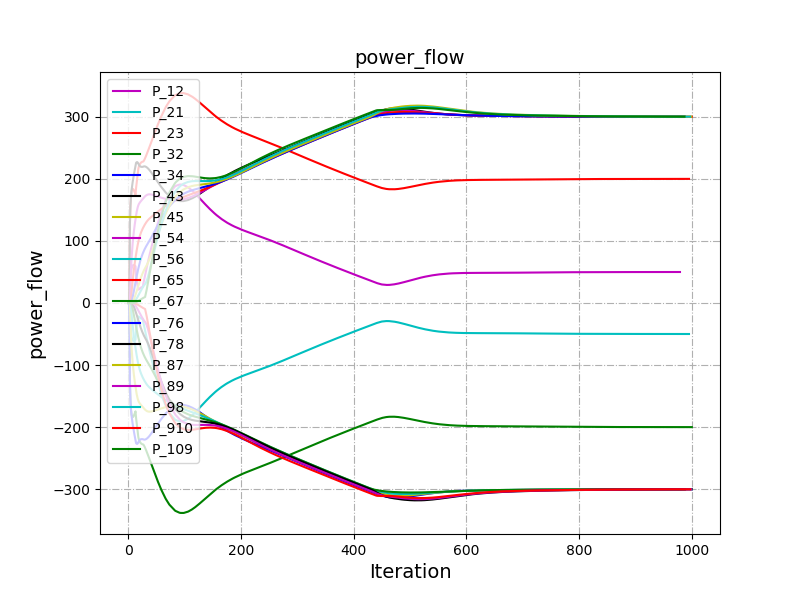 power_flow
power_flow
300
200
100
0
−100
−200
−300
P_12
P_21
P_23
P_32
P_34
P_43
P_45
P_54
P_56
P_65
P_67
P_76
P_78
P_87
P_89
P_98
P_910
P_109
0 200 400 600 800 1000
Iteration